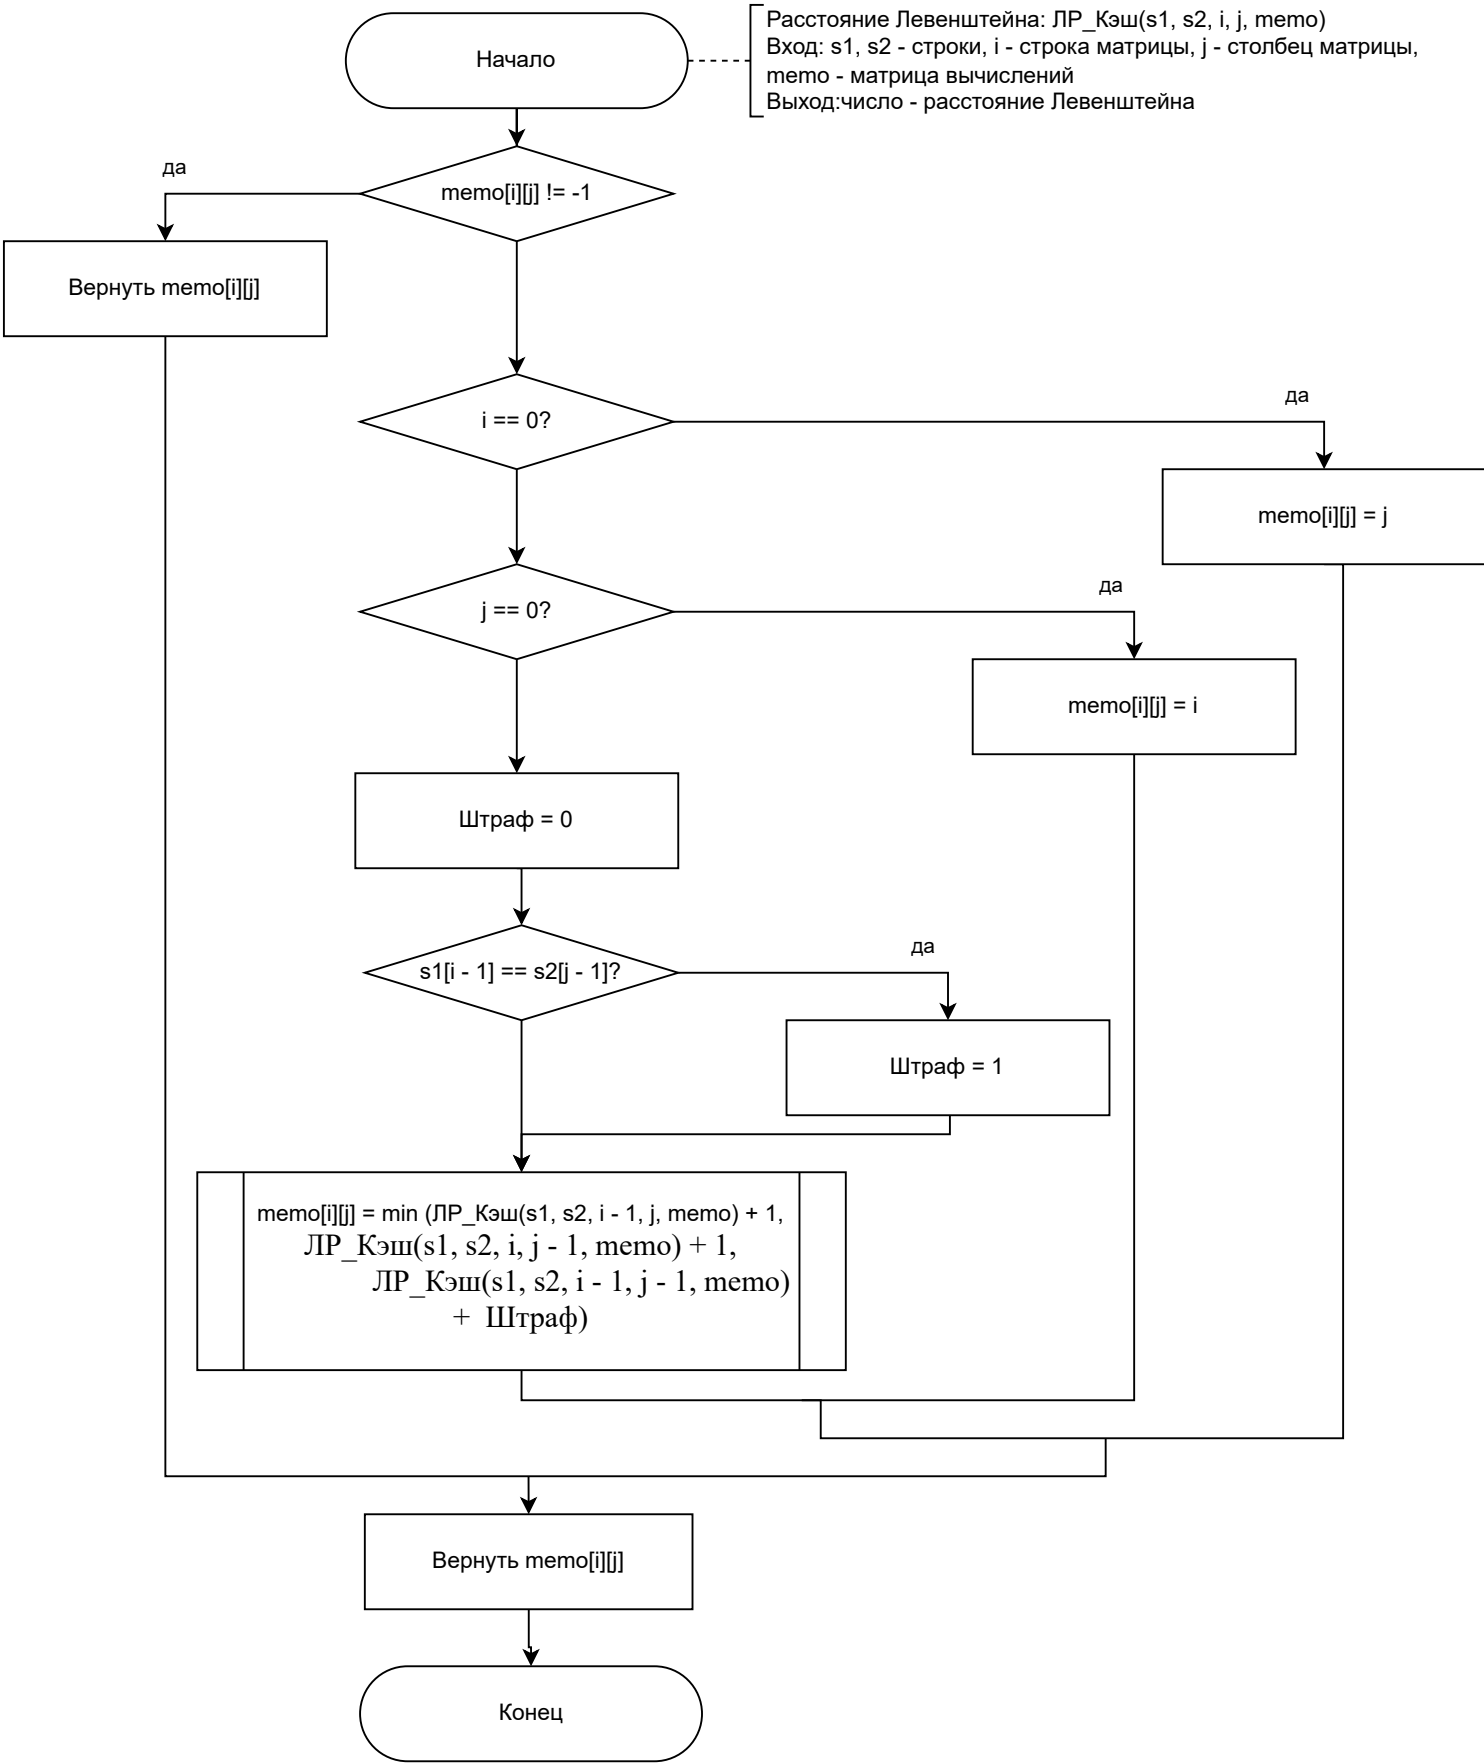 Начало
Расстояние Левенштейна: ЛР_Кэш(s1, s2, i, j, memo)
Вход: s1, s2 - строки, i - строка матрицы, j - столбец матрицы,
memo - матрица вычислений
Выход:число - расстояние Левенштейна
да
memo[i][j] != -1
Вернуть memo[i][j]
да
i == 0?
memo[i][j] = j
да
j == 0?
memo[i][j] = i
Штраф = 0
да
s1[i - 1] == s2[j - 1]?
Штраф = 1
memo[i][j] = min (ЛР_Кэш(s1, s2, i - 1, j, memo) + 1,
ЛР_Кэш(s1, s2, i, j - 1, memo) + 1,
ЛР_Кэш(s1, s2, i - 1, j - 1, memo)
+ Штраф)
Вернуть memo[i][j]
Конец